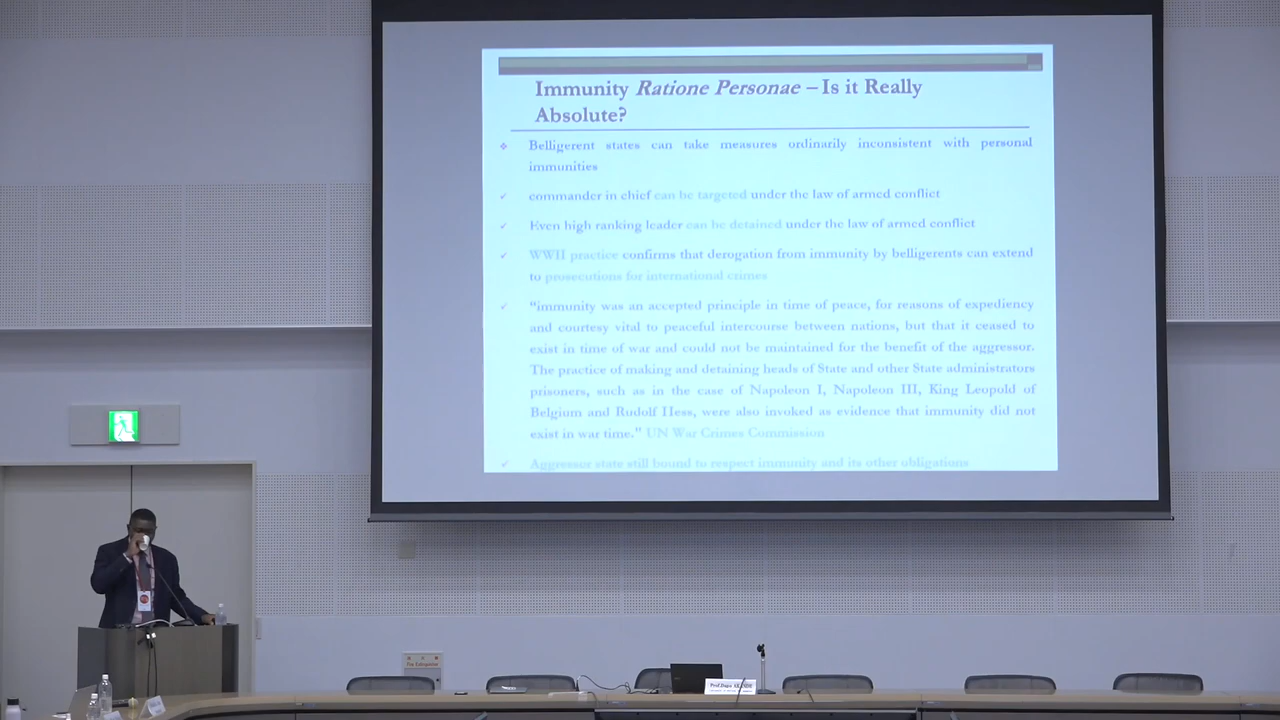 Immunity Ratione Personae – Is it Really
Absolute?
Belligerent states can take measures ordinarily inconsistent with personal
immunities
commander in chief can be targeted under the law of armed conflict
Even high ranking leader can be detained under the law of armed conflict
WWII practice confirms that derogation from immunity by belligerents can extend
to prosecutions for international crimes
“immunity was an accepted principle in time of peace, for reasons of expediency
and courtesy vital to peaceful intercourse between nations, but that it ceased to
exist in time of war and could not be maintained for the benefit of the aggressor.
The practice of making and detaining heads of State and other State administrators
prisoners, such as in the case of Napoleon I, Napoleon III, King Leopold of
Belgium and Rudolf Hess, were also invoked as evidence that immunity did not
exist in war time.” UN War Crimes Commission
Aggressor state still bound to respect immunity and its other obligations
Fire Extinguisher
Prof.Dapo AKANDE